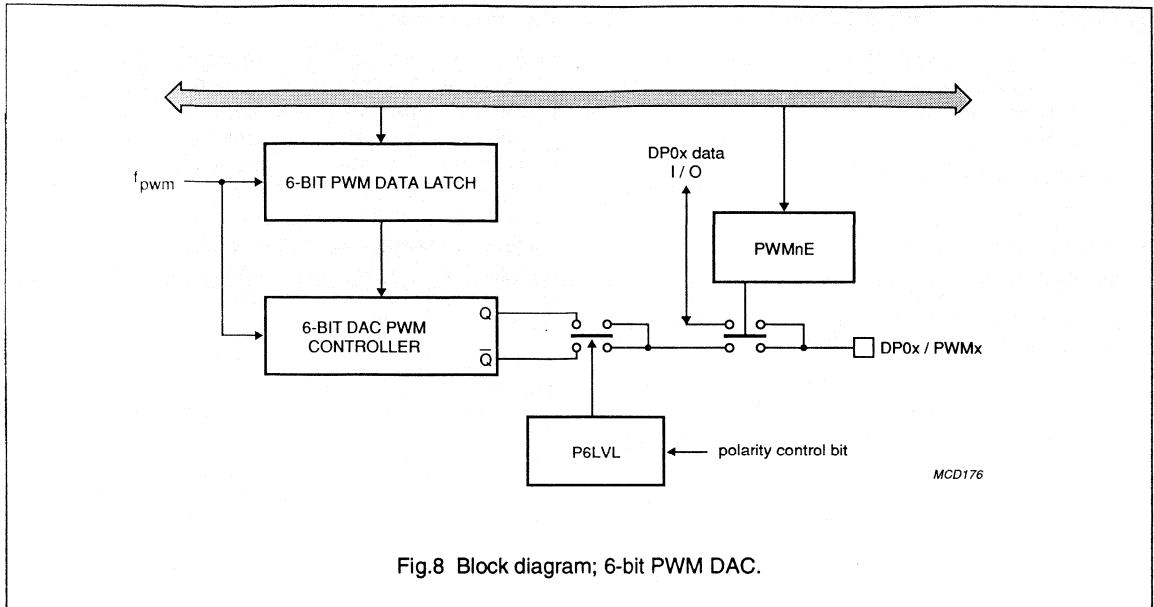 DP0x data
I / O
f pwm
6-BIT PWM DATA LATCH
PWMnE
6-BIT DAC PWM
CONTROLLER
Q
Q̅
DP0x / PWMx
P6LVL
polarity control bit
MCD176
Fig.8 Block diagram; 6-bit PWM DAC.